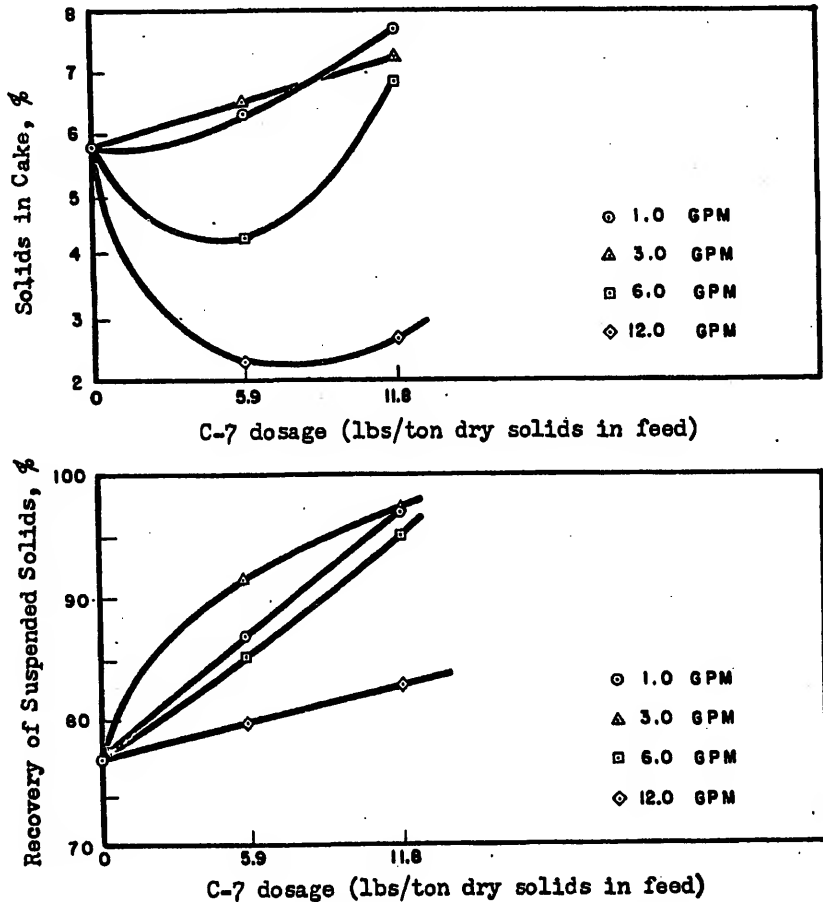 8
7
6
5
4
3
2
Solids in Cake, %
1.0 GPM
3.0 GPM
6.0 GPM
12.0 GPM
0 5.9 11.8
C-7 dosage (lbs/ton dry solids in feed)
100
90
80
70
Recovery of Suspended Solids, %
1.0 GPM
3.0 GPM
6.0 GPM
12.0 GPM
0 5.9 11.8
C-7 dosage (lbs/ton dry solids in feed)